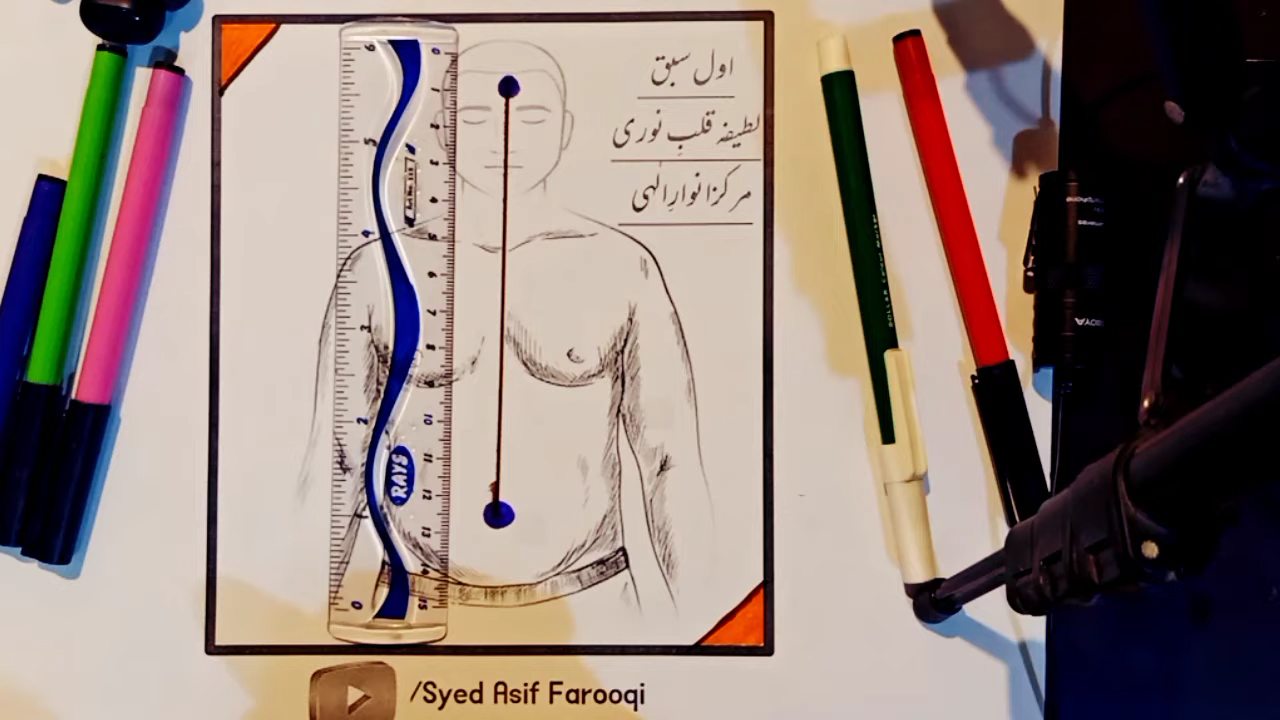 اول سبق
لطیفہ قلبِ نوری
مرکز انوارِ الٰہی
RAYS
/Syed Asif Farooqi